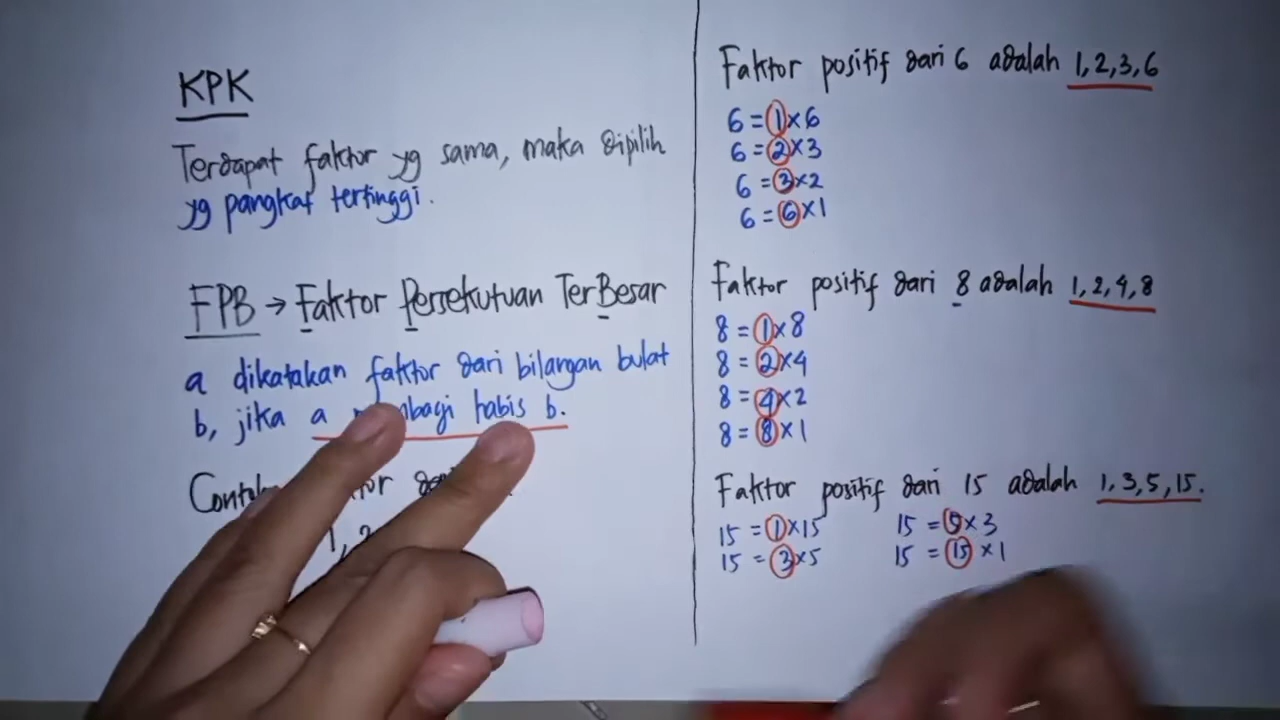 KPK
Terdapat faktor yg sama, maka dipilih
yg pangkat tertinggi.
FPB → Faktor Persekutuan TerBesar
a dikatakan faktor dari bilangan bulat
b, jika a habis b.
Faktor positif dari 6 adalah 1, 2, 3, 6
6 = 1 × 6
6 = 2 × 3
6 = 3 × 2
6 = 6 × 1
Faktor positif dari 8 adalah 1, 2, 4, 8
8 = 1 × 8
8 = 2 × 4
8 = 4 × 2
8 = 8 × 1
Faktor positif dari 15 adalah 1, 3, 5, 15.
15 = 1 × 15 15 = 5 × 3
15 = 3 × 5 15 = 15 × 1